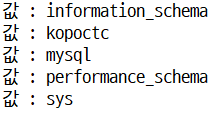 값 : information_schema
값 : kopoctc
값 : mysql
값 : performance_schema
값 : sys